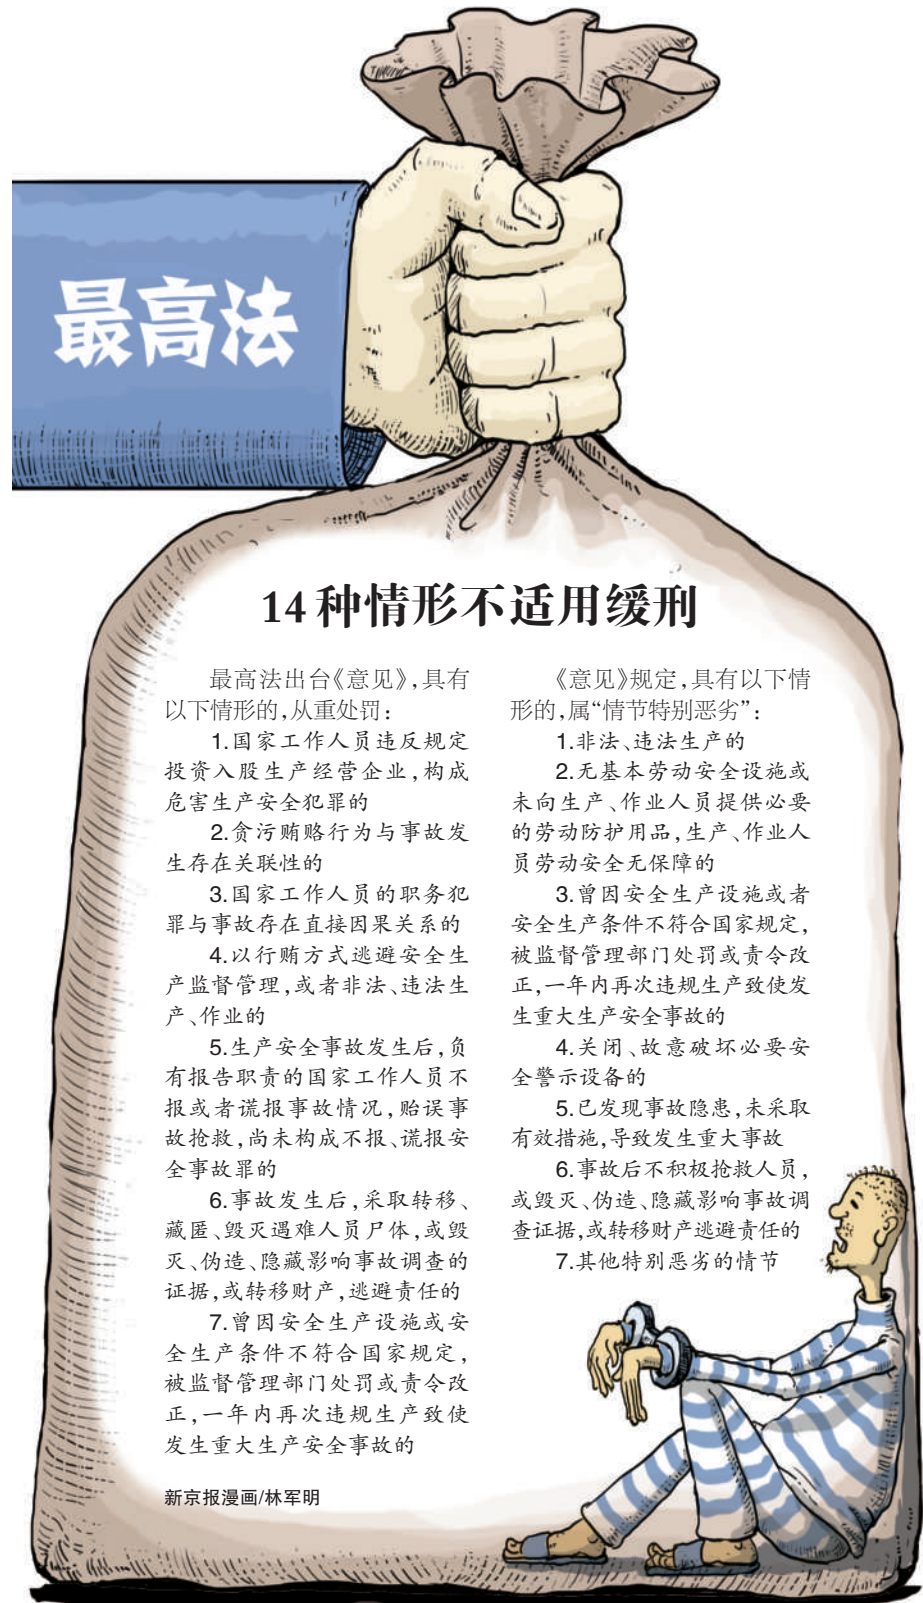 最高法
14种情形不适用缓刑
最高法出台《意见》,具有
以下情形的,从重处罚:
1.国家工作人员违反规定
投资入股生产经营企业,构成
危害生产安全犯罪的
2.贪污贿赂行为与事故发
生存在关联性的
3.国家工作人员的职务犯
罪与事故存在直接因果关系的
4.以行贿方式逃避安全生
产监督管理,或者非法、违法生
产、作业的
5.生产安全事故发生后,负
有报告职责的国家工作人员不
报或者谎报事故情况,贻误事
故抢救,尚未构成不报、谎报安
全事故罪的
6.事故发生后,采取转移、
藏匿、毁灭遇难人员尸体,或毁
灭、伪造、隐藏影响事故调查的
证据,或转移财产,逃避责任的
7.曾因安全生产设施或安
全生产条件不符合国家规定,
被监督管理部门处罚或责令改
正,一年内再次违规生产致使
发生重大生产安全事故的
《意见》规定,具有以下情
形的,属“情节特别恶劣”:
1.非法、违法生产的
2.无基本劳动安全设施或
未向生产、作业人员提供必要
的劳动防护用品,生产、作业人
员劳动安全无保障的
3.曾因安全生产设施或者
安全生产条件不符合国家规定,
被监督管理部门处罚或责令改
正,一年内再次违规生产致使发
生重大生产安全事故的
4.关闭、故意破坏必要安
全警示设备的
5.已发现事故隐患,未采取
有效措施,导致发生重大事故
6.事故后不积极抢救人员,
或毁灭、伪造、隐藏影响事故调
查证据,或转移财产逃避责任的
7.其他特别恶劣的情节
新京报漫画/林军明